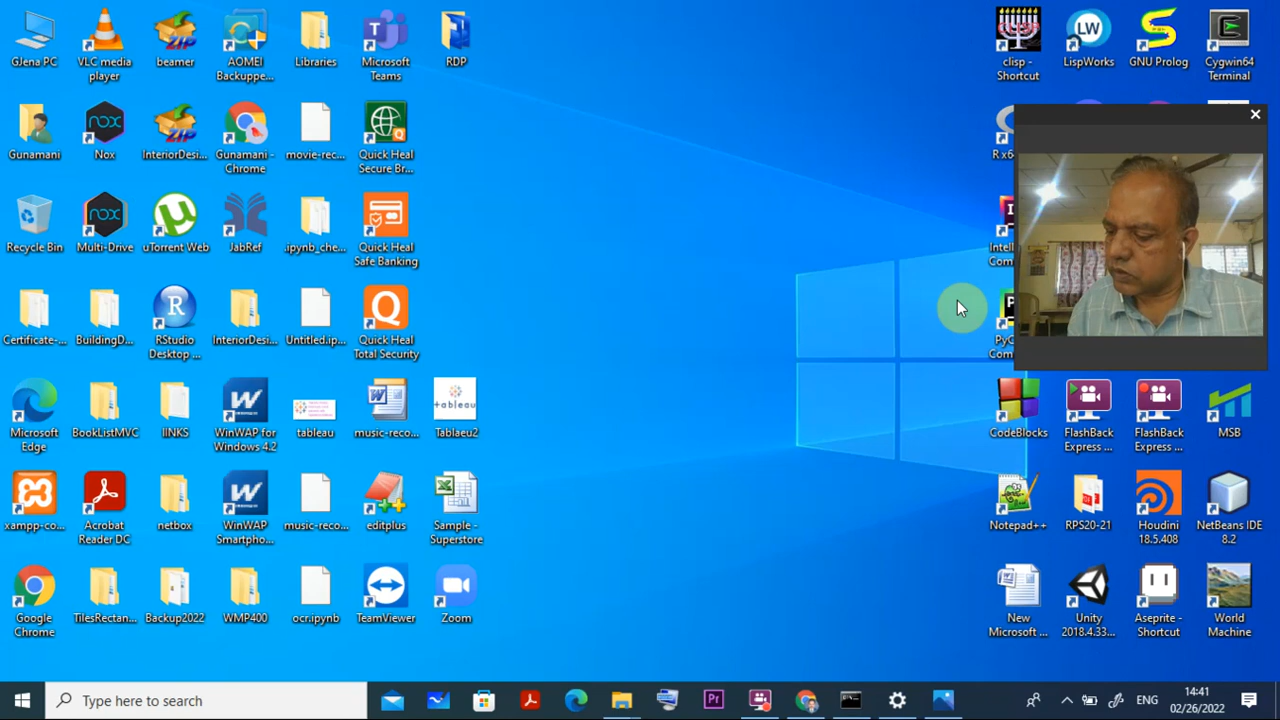 GJena PC
VLC media player
beamer
AOMEI Backuppe...
Libraries
Microsoft Teams
RDP
clisp - Shortcut
LispWorks
GNU Prolog
Cygwin64 Terminal
Gunamani
Nox
InteriorDesi...
Gunamani - Chrome
movie-rec...
Quick Heal Secure Br...
R x6
Recycle Bin
Multi-Drive
uTorrent Web
JabRef
.ipynb_che...
Quick Heal Safe Banking
Intell
Com
Certificate-...
BuildingD...
RStudio Desktop ...
InteriorDesi...
Untitled.ip...
Quick Heal Total Security
PyC
Com
Microsoft Edge
BookListMVC
lINKS
WinWAP for Windows 4.2
tableau
music-reco...
Tablaeu2
CodeBlocks
FlashBack Express ...
FlashBack Express ...
MSB
xampp-co...
Acrobat Reader DC
netbox
WinWAP Smartpho...
music-reco...
editplus
Sample - Superstore
Notepad++
RPS20-21
Houdini 18.5.408
NetBeans IDE 8.2
Google Chrome
TilesRectan...
Backup2022
WMP400
ocr.ipynb
TeamViewer
Zoom
New Microsoft ...
Unity 2018.4.33...
Aseprite - Shortcut
World Machine
Type here to search
ENG
14:41
02/26/2022